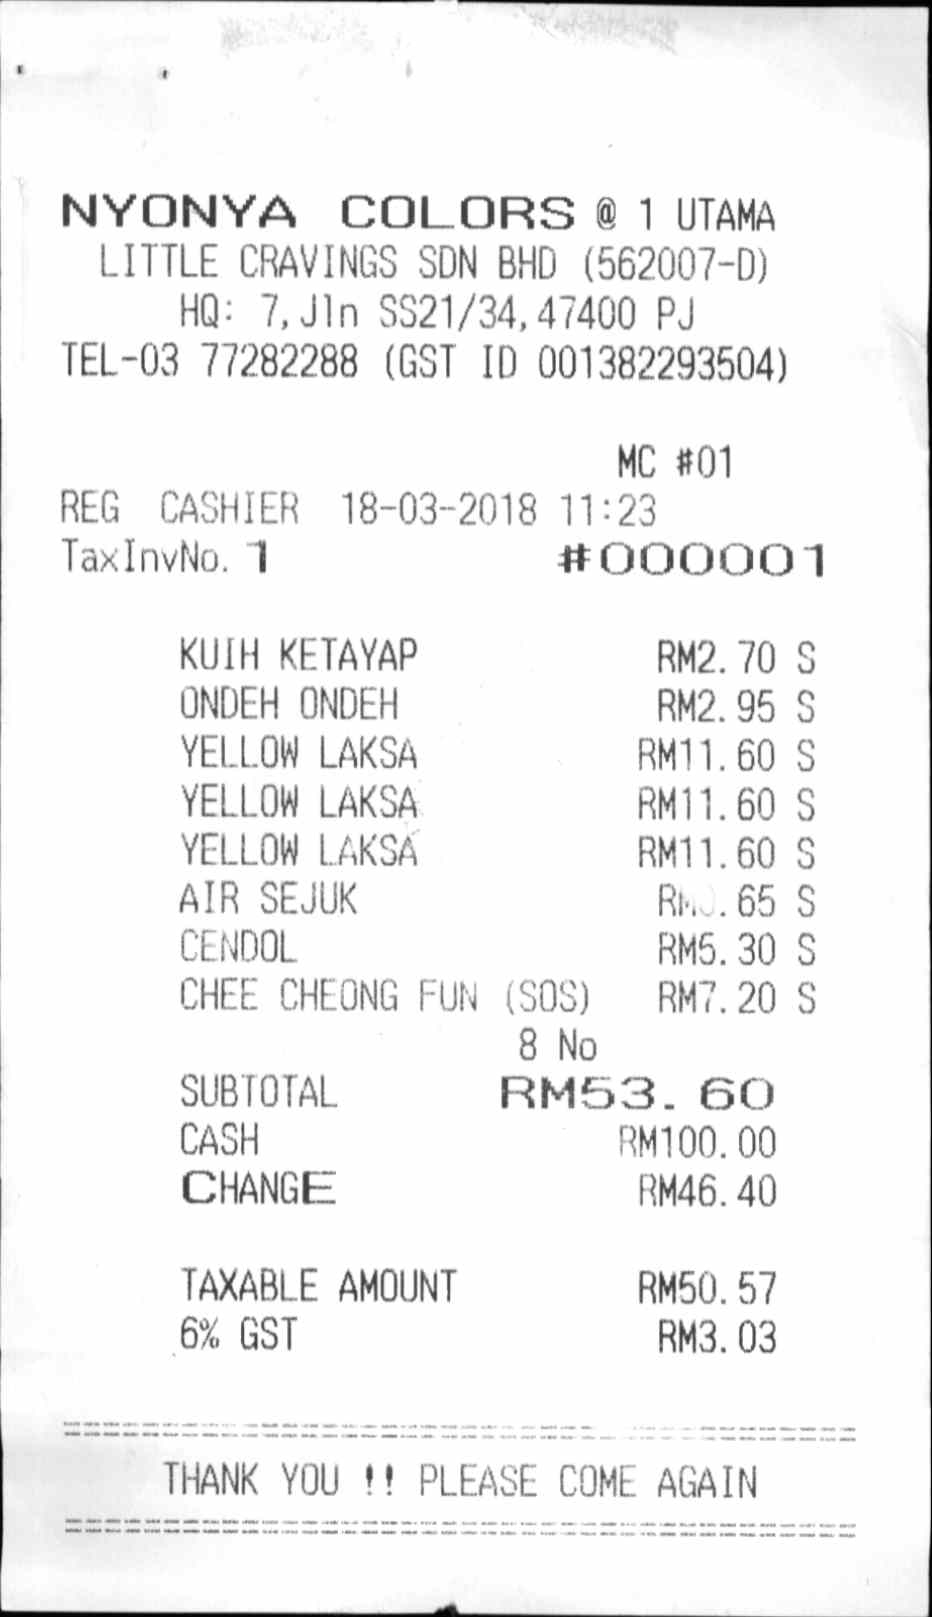 NYONYA COLORS @ 1 UTAMA
LITTLE CRAVINGS SDN BHD (562007-D)
HQ: 7, Jln SS21/34, 47400 PJ
TEL-03 77282288 (GST ID 001382293504)
MC #01
REG CASHIER 18-03-2018 11:23
TaxInvNo. 1 #000001
KUIH KETAYAP RM2.70 S
ONDEH ONDEH RM2.95 S
YELLOW LAKSA RM11.60 S
YELLOW LAKSA RM11.60 S
YELLOW LAKSA RM11.60 S
AIR SEJUK S
CENDOL RM5.30 S
CHEE CHEONG FUN (SOS) RM7.20 S
8 No
SUBTOTAL RM53.60
CASH RM100.00
CHANGE RM46.40
TAXABLE AMOUNT RM50.57
6% GST RM3.03
THANK YOU !! PLEASE COME AGAIN